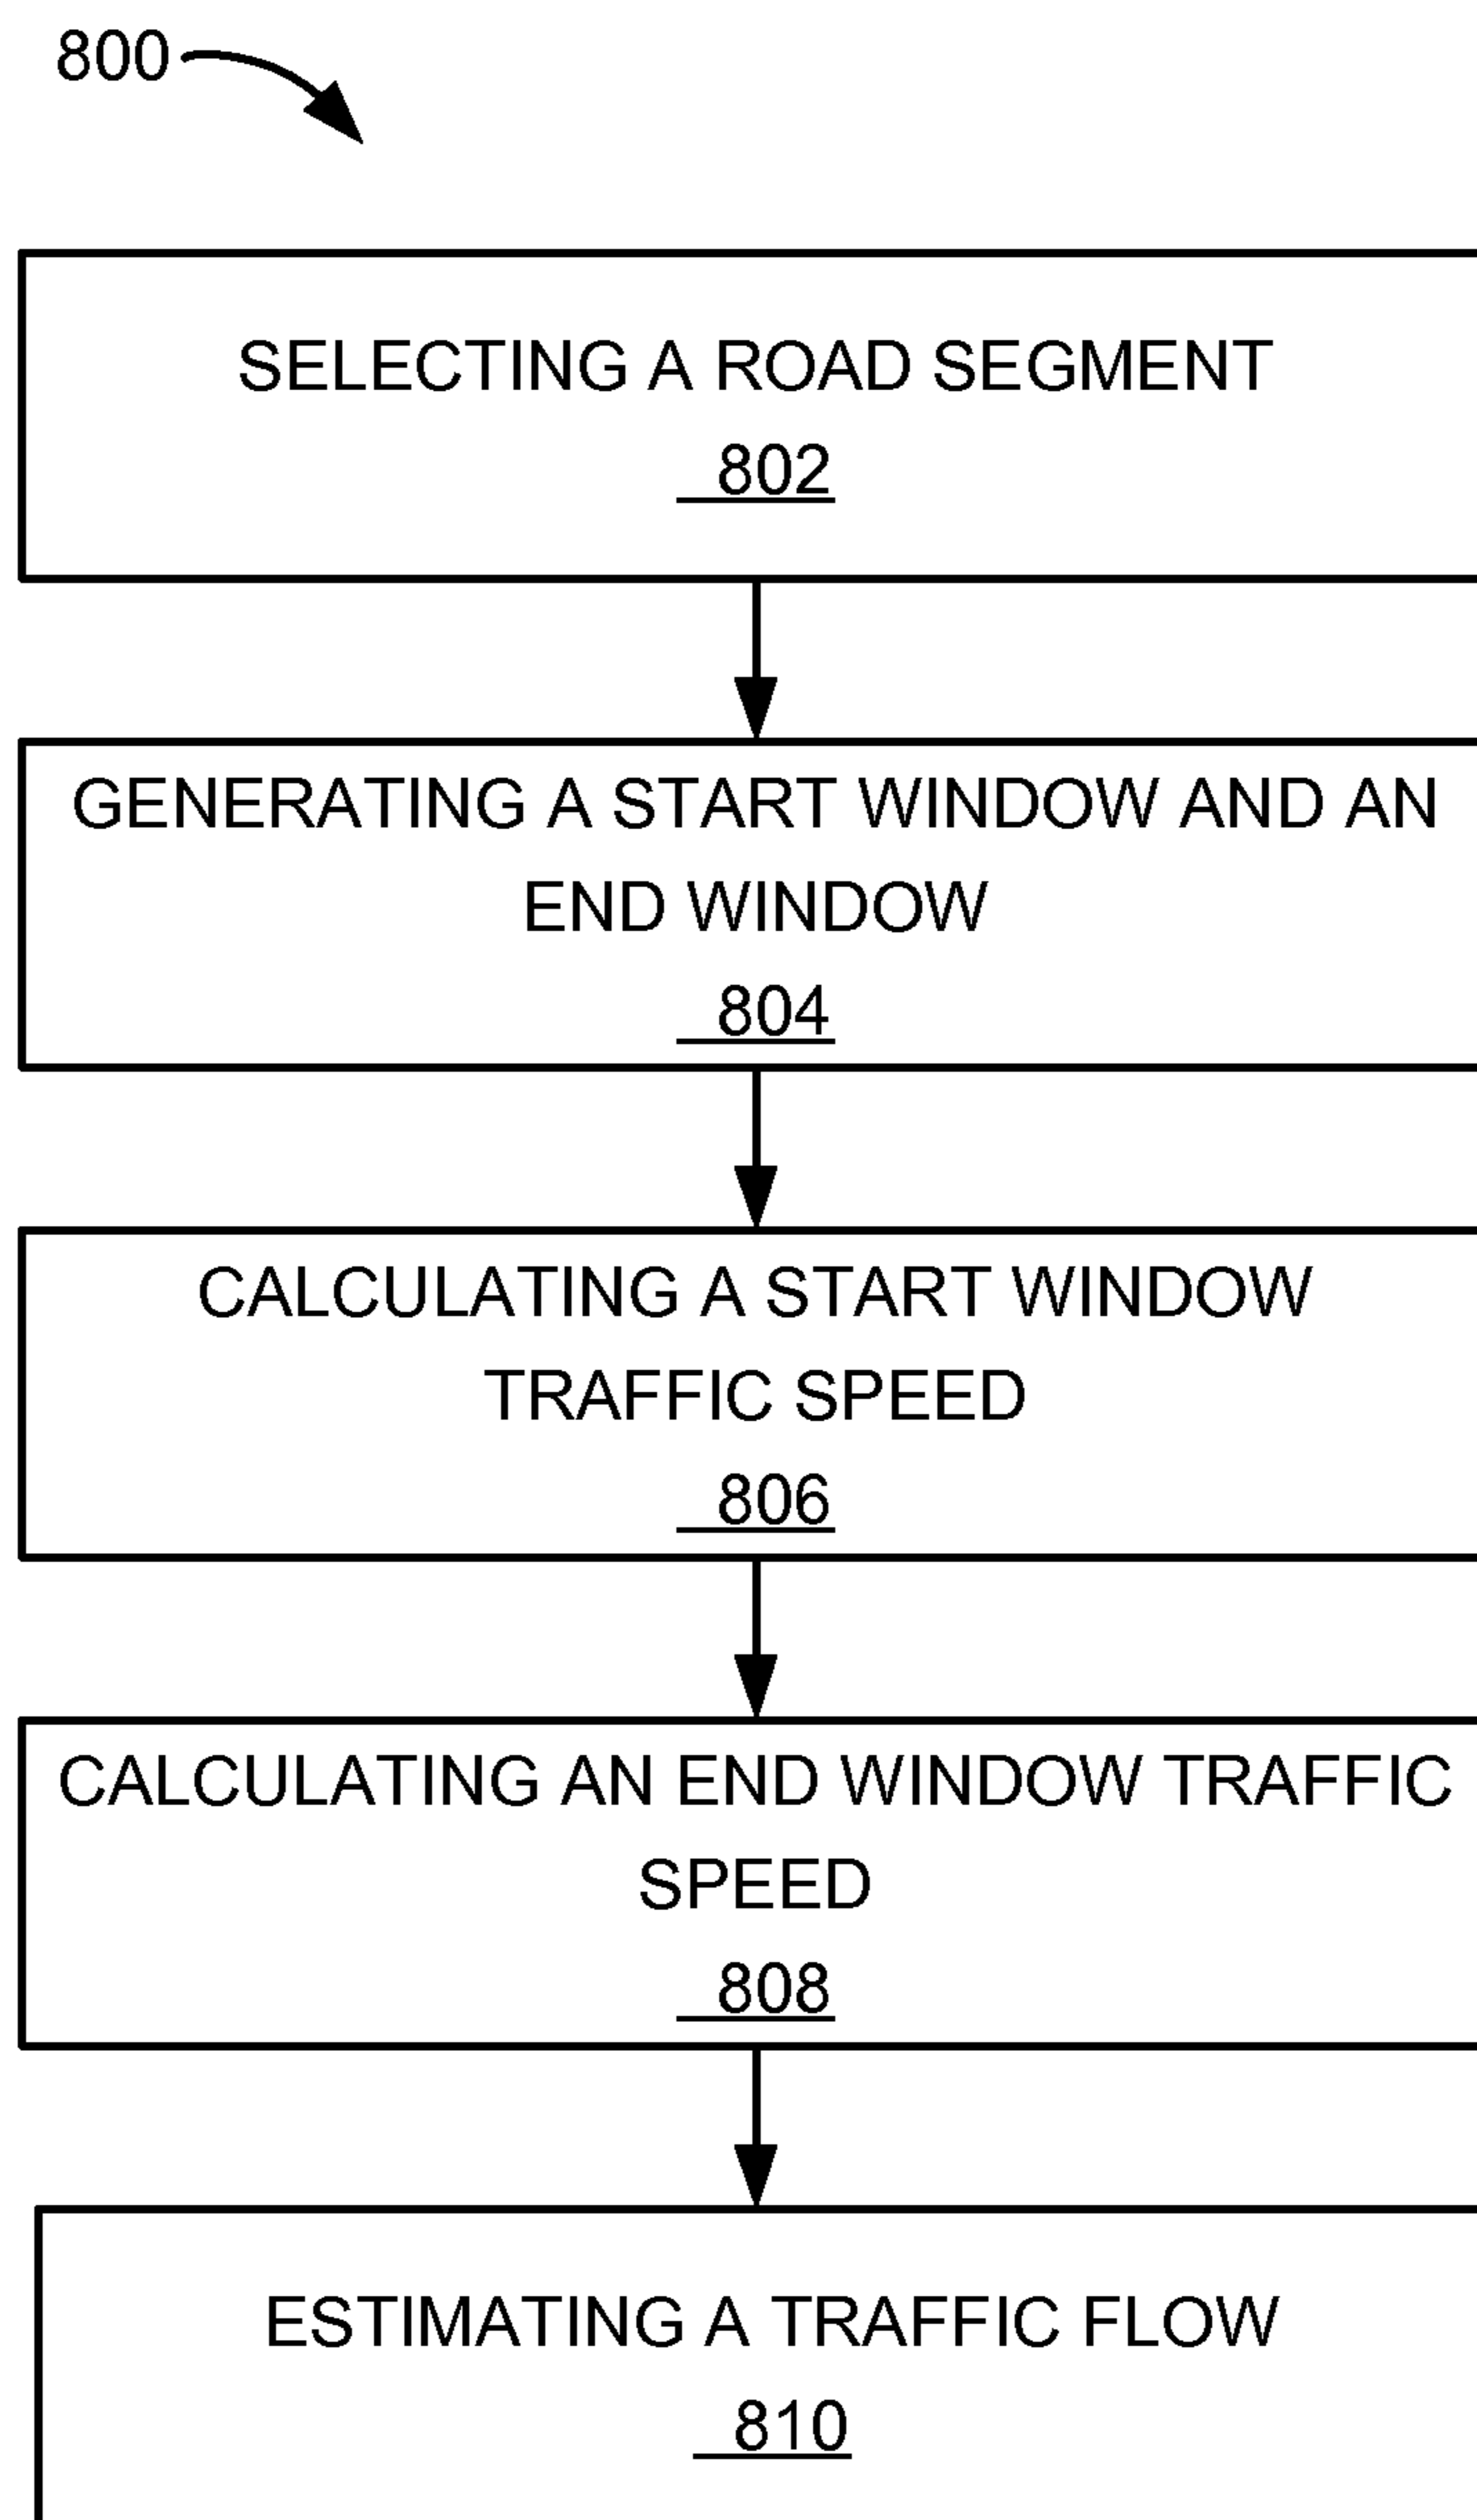 800
SELECTING A ROAD SEGMENT
802
GENERATING A START WINDOW AND AN
END WINDOW
804
CALCULATING A START WINDOW
TRAFFIC SPEED
806
CALCULATING AN END WINDOW TRAFFIC
SPEED
808
ESTIMATING A TRAFFIC FLOW
810